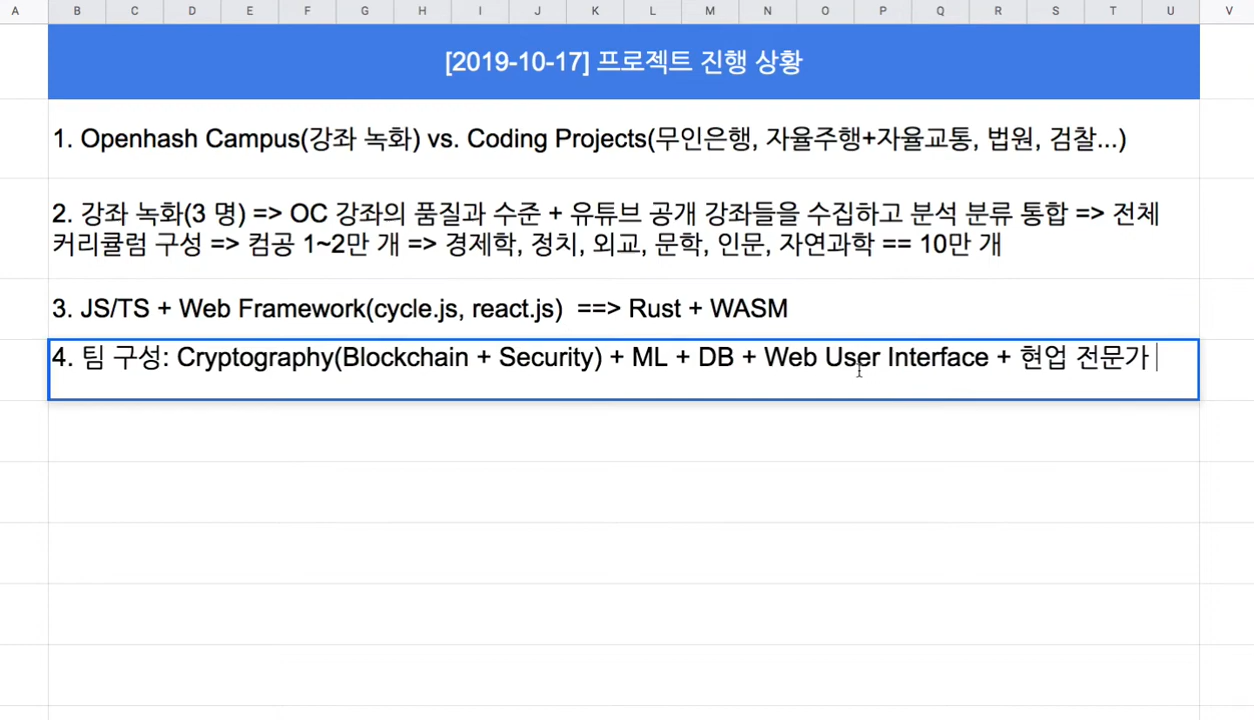 A B C D E F G H I J K L M N O P Q R S T U V
[2019-10-17] 프로젝트 진행 상황
1. Openhash Campus(강좌 녹화) vs. Coding Projects(무인은행, 자율주행+자율교통, 법원, 검찰...)
2. 강좌 녹화(3 명) => OC 강좌의 품질과 수준 + 유튜브 공개 강좌들을 수집하고 분석 분류 통합 => 전체
커리큘럼 구성 => 컴공 1~2만 개 => 경제학, 정치, 외교, 문학, 인문, 자연과학 == 10만 개
3. JS/TS + Web Framework(cycle.js, react.js)  ==> Rust + WASM
4. 팀 구성: Cryptography(Blockchain + Security) + ML + DB + Web User Interface + 현업 전문가